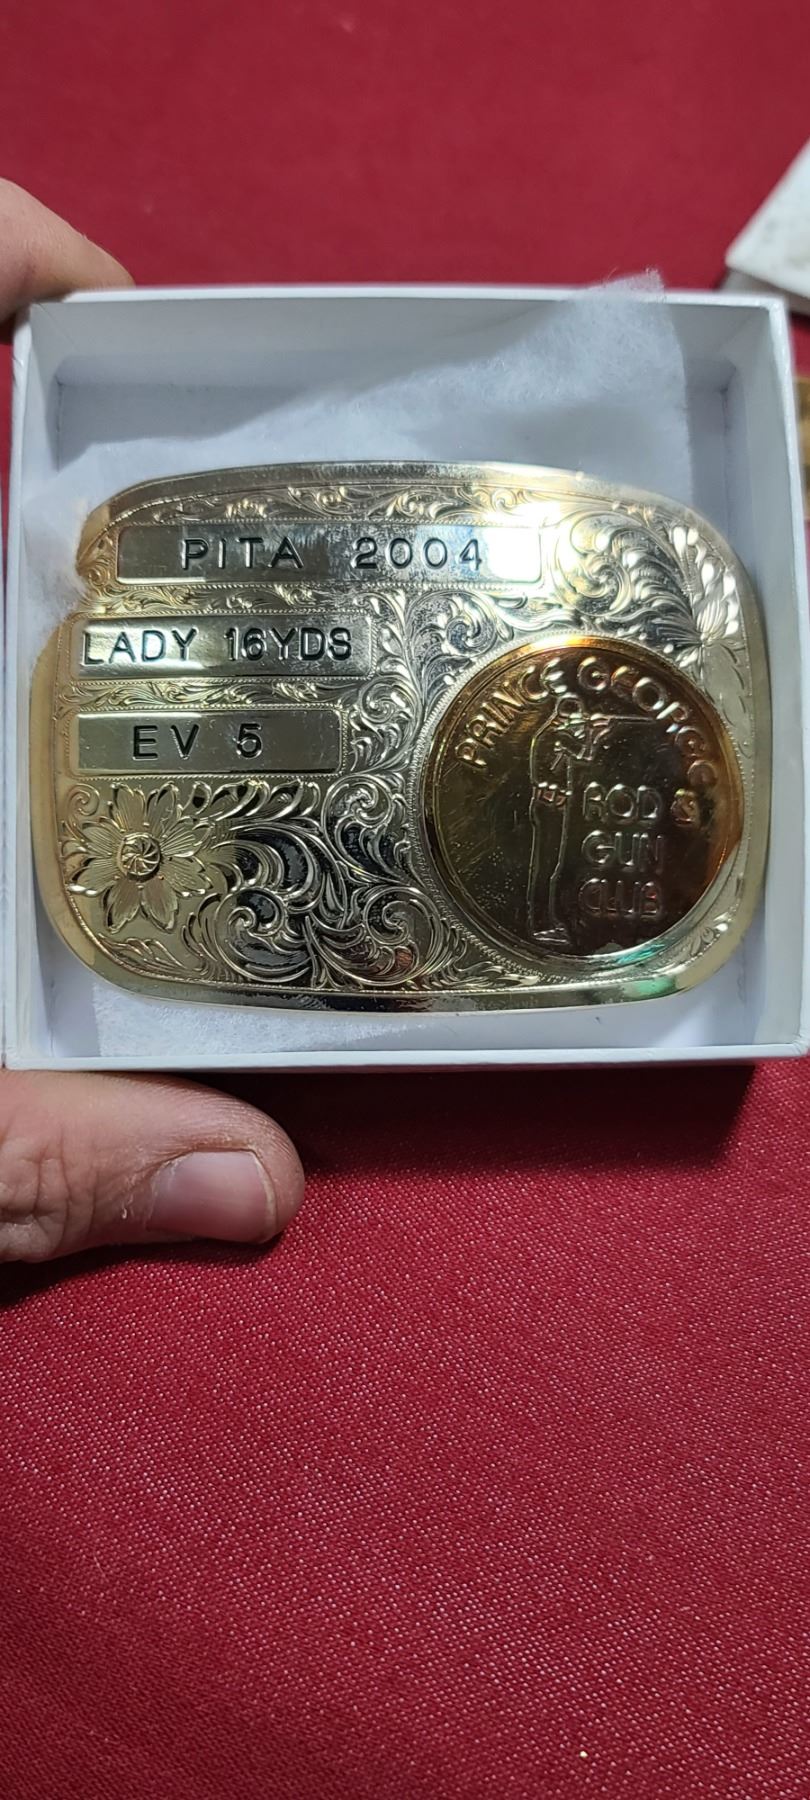 PITA 2004
LADY 16YDS
EV 5
PRINCE GEORGE
ROD &
GUN
CLUB